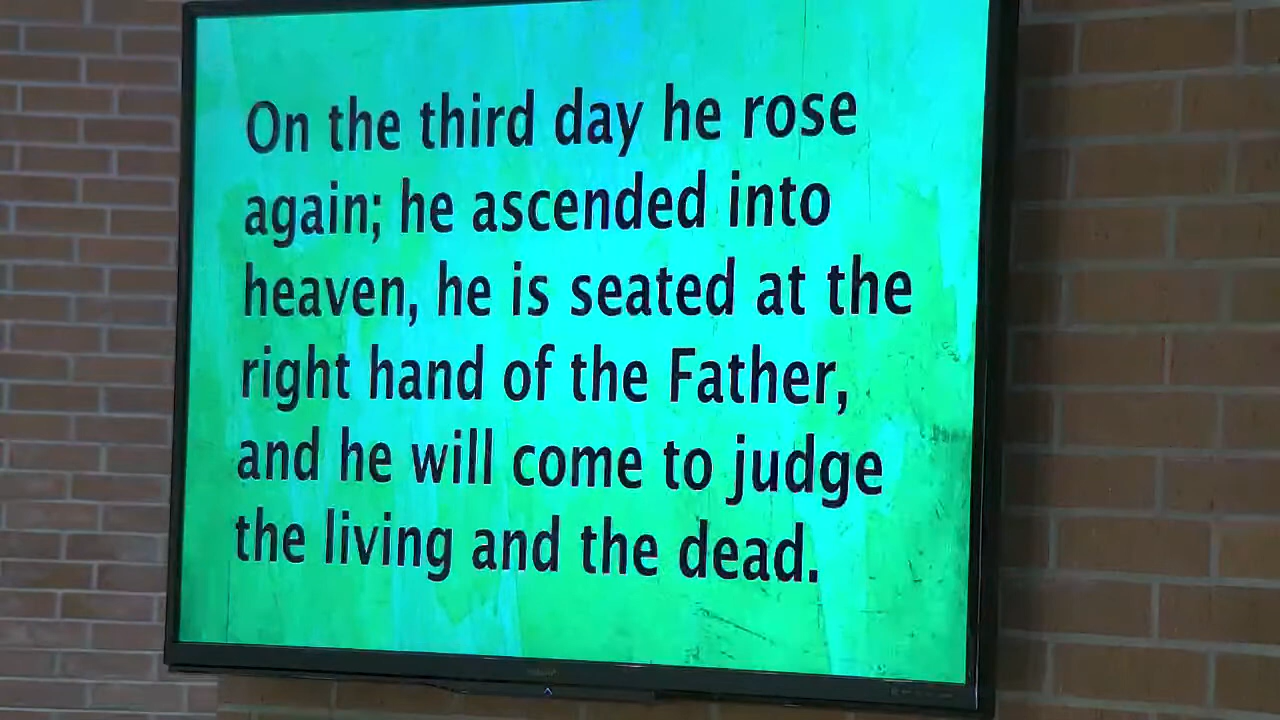 On the third day he rose
again; he ascended into
heaven, he is seated at the
right hand of the Father,
and he will come to judge
the living and the dead.